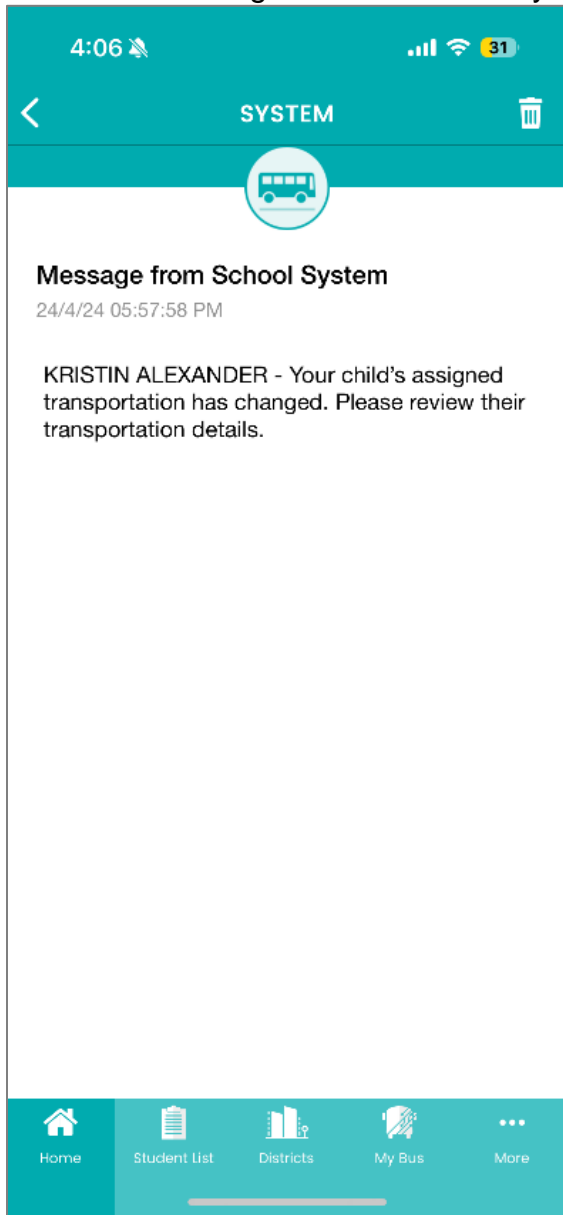 4:06 31
SYSTEM
Message from School System
24/4/24 05:57:58 PM
KRISTIN ALEXANDER - Your child's assigned
transportation has changed. Please review their
transportation details.
Home Student List Districts My Bus More